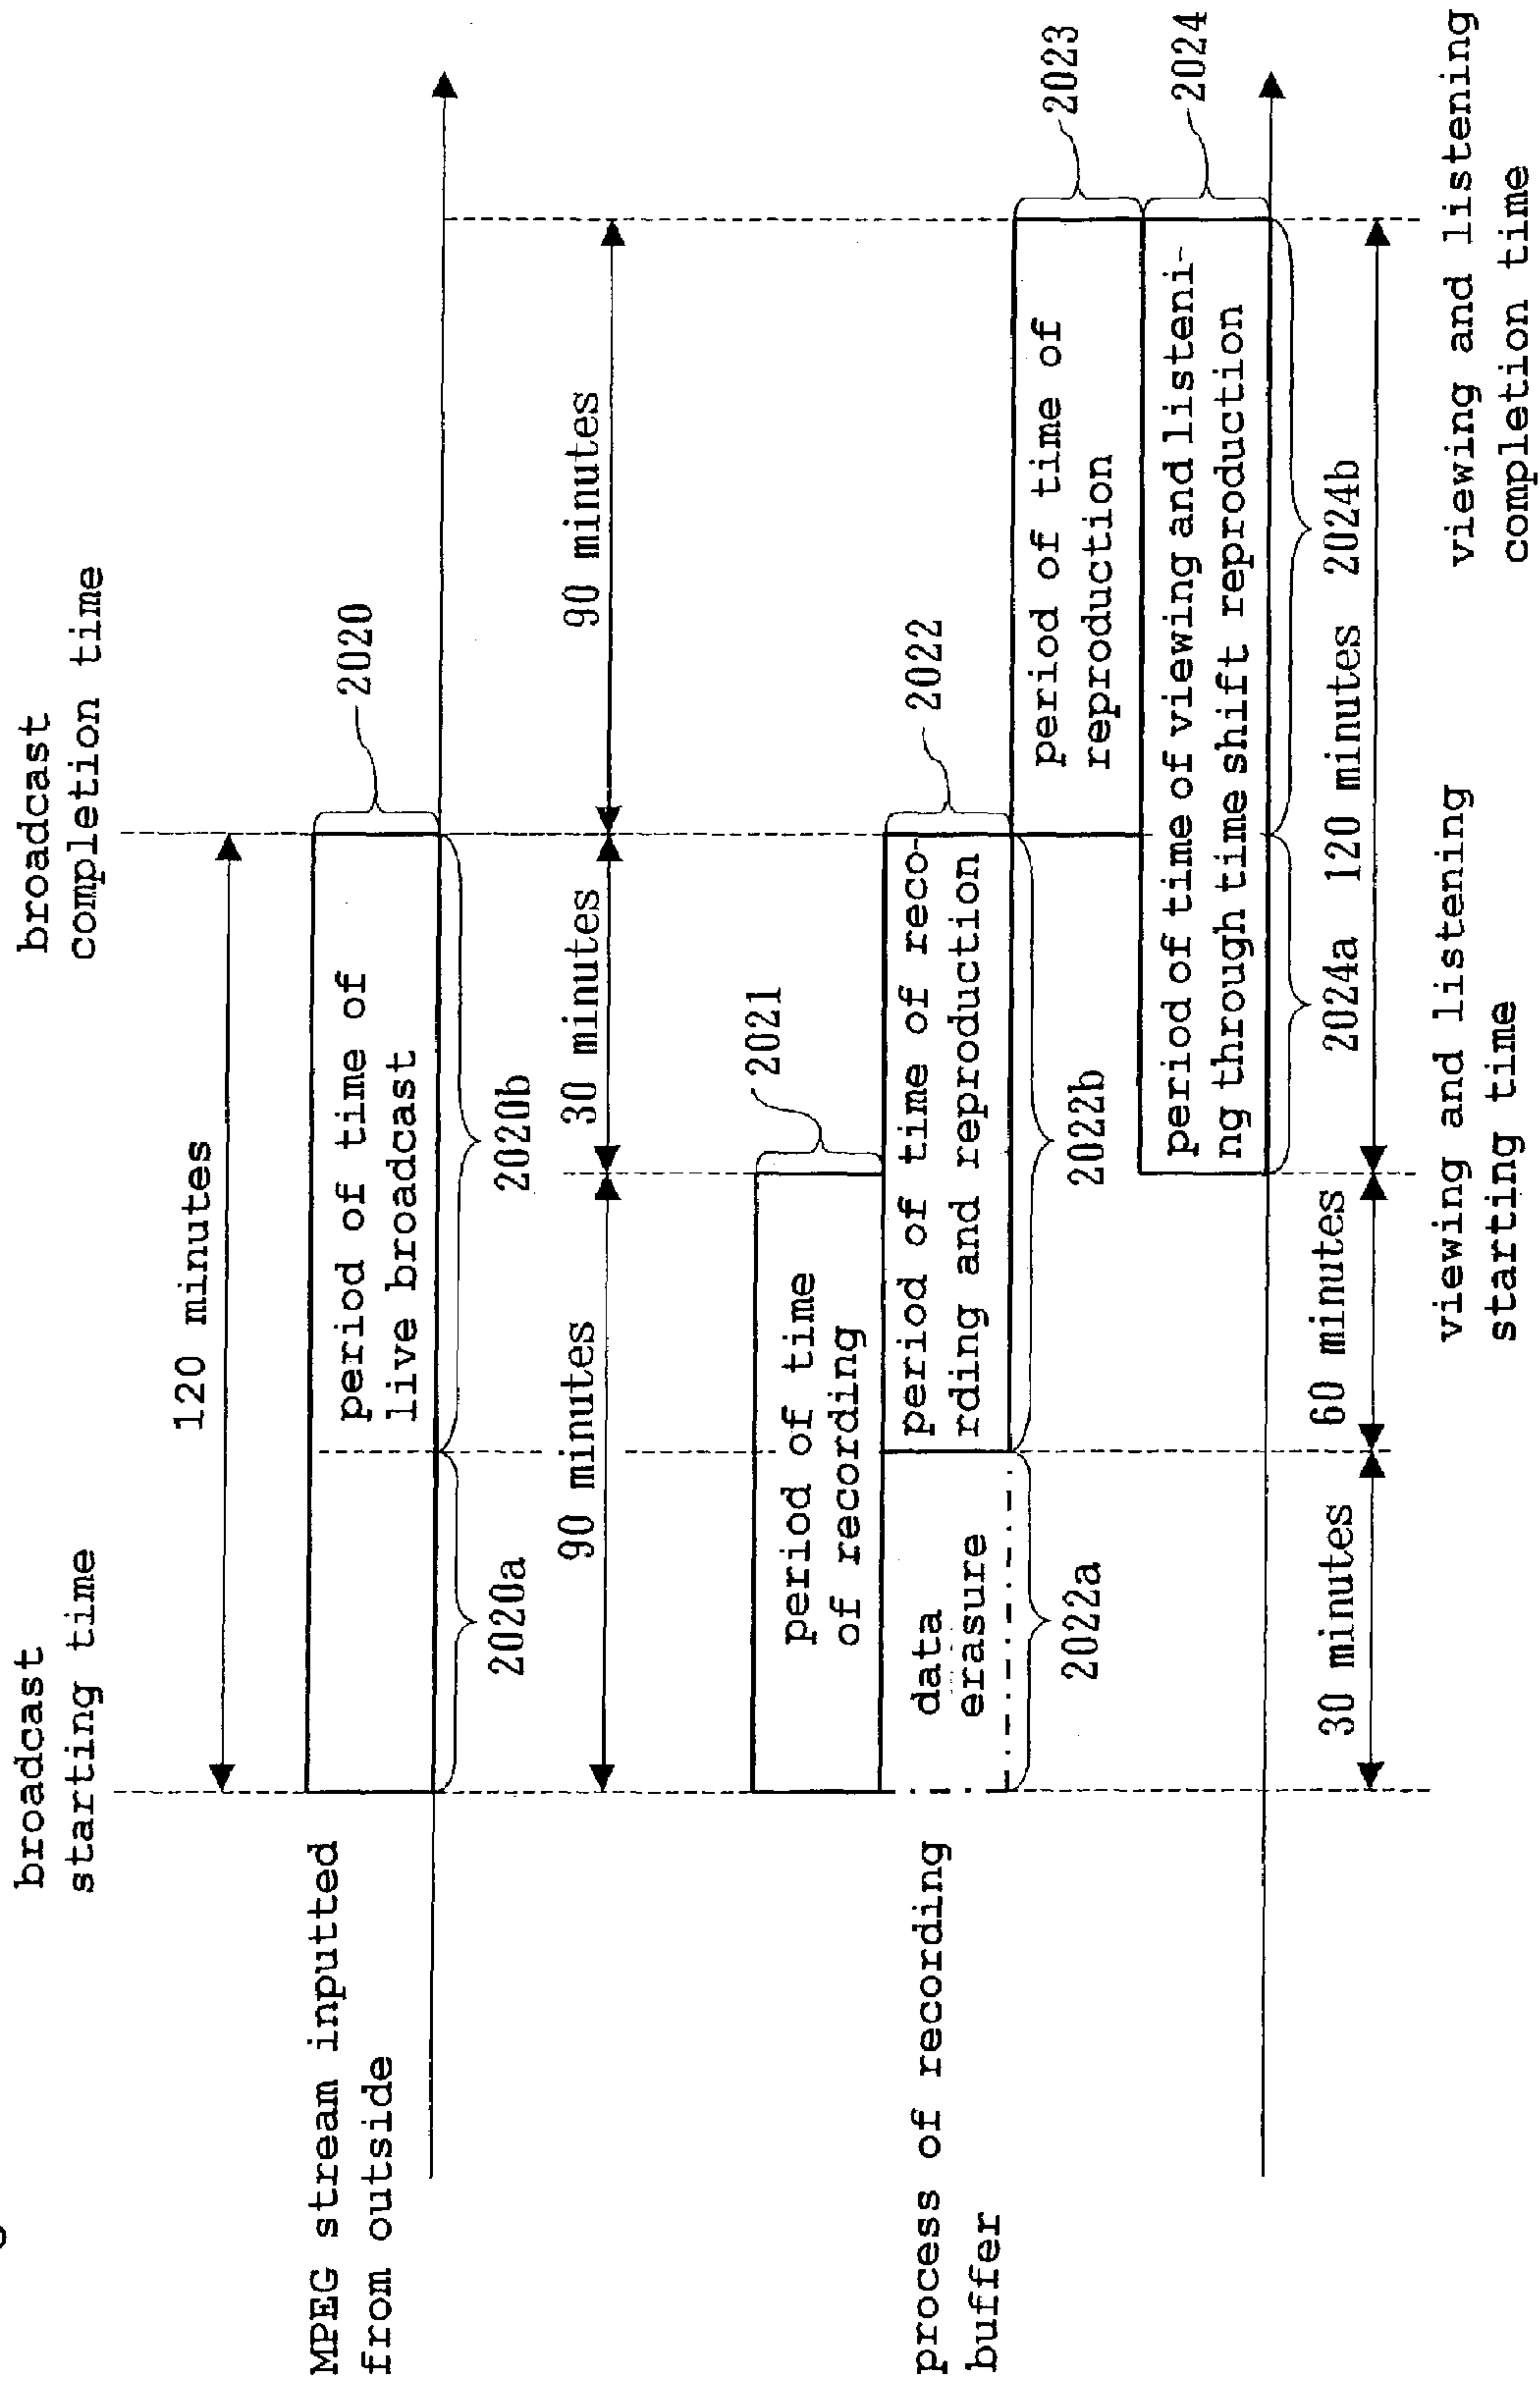 broadcast
starting time
broadcast
completion time
120 minutes
MPEG stream inputted
from outside
period of time of
live broadcast
2020
2020a
2020b
90 minutes
30 minutes
90 minutes
2021
period of time
of recording
process of recording
buffer
data
erasure
period of time of reco-
rding and reproduction
2022
2022a
2022b
period of time of
reproduction
2023
period of time of viewing and listeni-
ng through time shift reproduction
2024
2024a
120 minutes
2024b
30 minutes
60 minutes
viewing and listening
starting time
viewing and listening
completion time